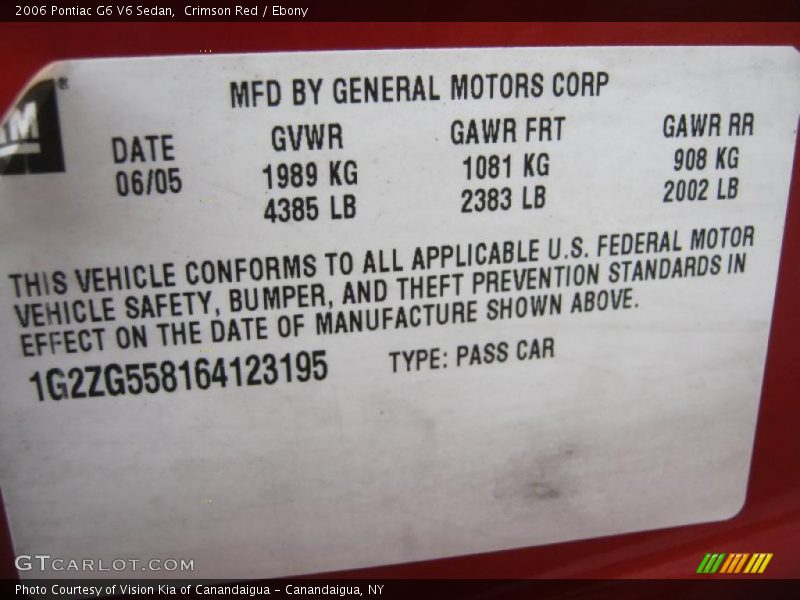 2006 Pontiac G6 V6 Sedan, Crimson Red / Ebony
GM ®
MFD BY GENERAL MOTORS CORP
DATE GVWR GAWR FRT GAWR RR
06/05 1989 KG 1081 KG 908 KG
4385 LB 2383 LB 2002 LB
THIS VEHICLE CONFORMS TO ALL APPLICABLE U.S. FEDERAL MOTOR
VEHICLE SAFETY, BUMPER, AND THEFT PREVENTION STANDARDS IN
EFFECT ON THE DATE OF MANUFACTURE SHOWN ABOVE.
1G2ZG558164123195 TYPE: PASS CAR
GTCARLOT.COM
Photo Courtesy of Vision Kia of Canandaigua - Canandaigua, NY